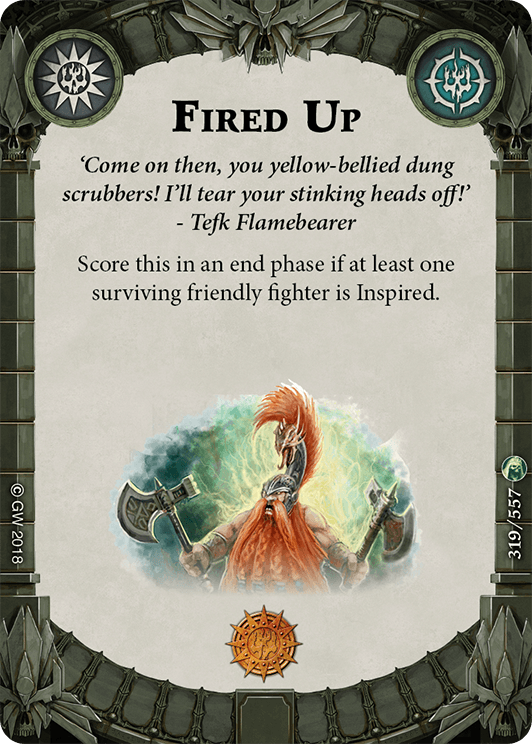 FIRED UP
‘Come on then, you yellow-bellied dung
scrubbers! I’ll tear your stinking heads off!’
- Tefk Flamebearer
Score this in an end phase if at least one
surviving friendly fighter is Inspired.
©GW 2018
319/557